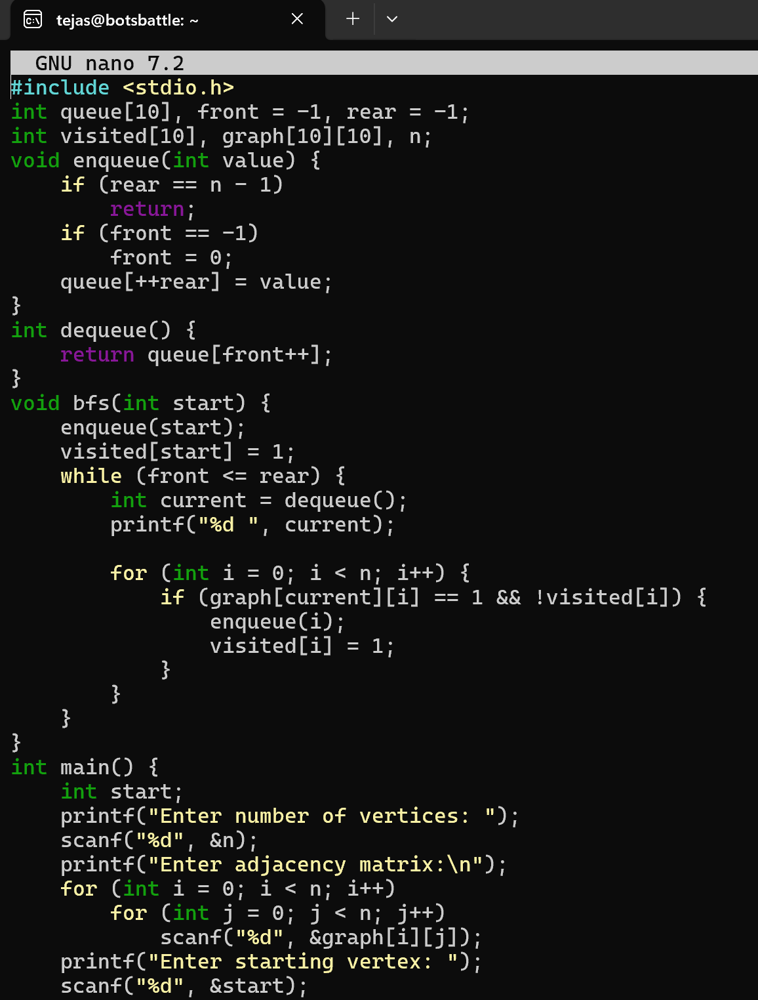 tejas@botsbattle: ~
GNU nano 7.2
#include <stdio.h>
int queue[10], front = -1, rear = -1;
int visited[10], graph[10][10], n;
void enqueue(int value) {
    if (rear == n - 1)
        return;
    if (front == -1)
        front = 0;
    queue[++rear] = value;
}
int dequeue() {
    return queue[front++];
}
void bfs(int start) {
    enqueue(start);
    visited[start] = 1;
    while (front <= rear) {
        int current = dequeue();
        printf("%d ", current);

        for (int i = 0; i < n; i++) {
            if (graph[current][i] == 1 && !visited[i]) {
                enqueue(i);
                visited[i] = 1;
            }
        }
    }
}
int main() {
    int start;
    printf("Enter number of vertices: ");
    scanf("%d", &n);
    printf("Enter adjacency matrix:\n");
    for (int i = 0; i < n; i++)
        for (int j = 0; j < n; j++)
            scanf("%d", &graph[i][j]);
    printf("Enter starting vertex: ");
    scanf("%d", &start);